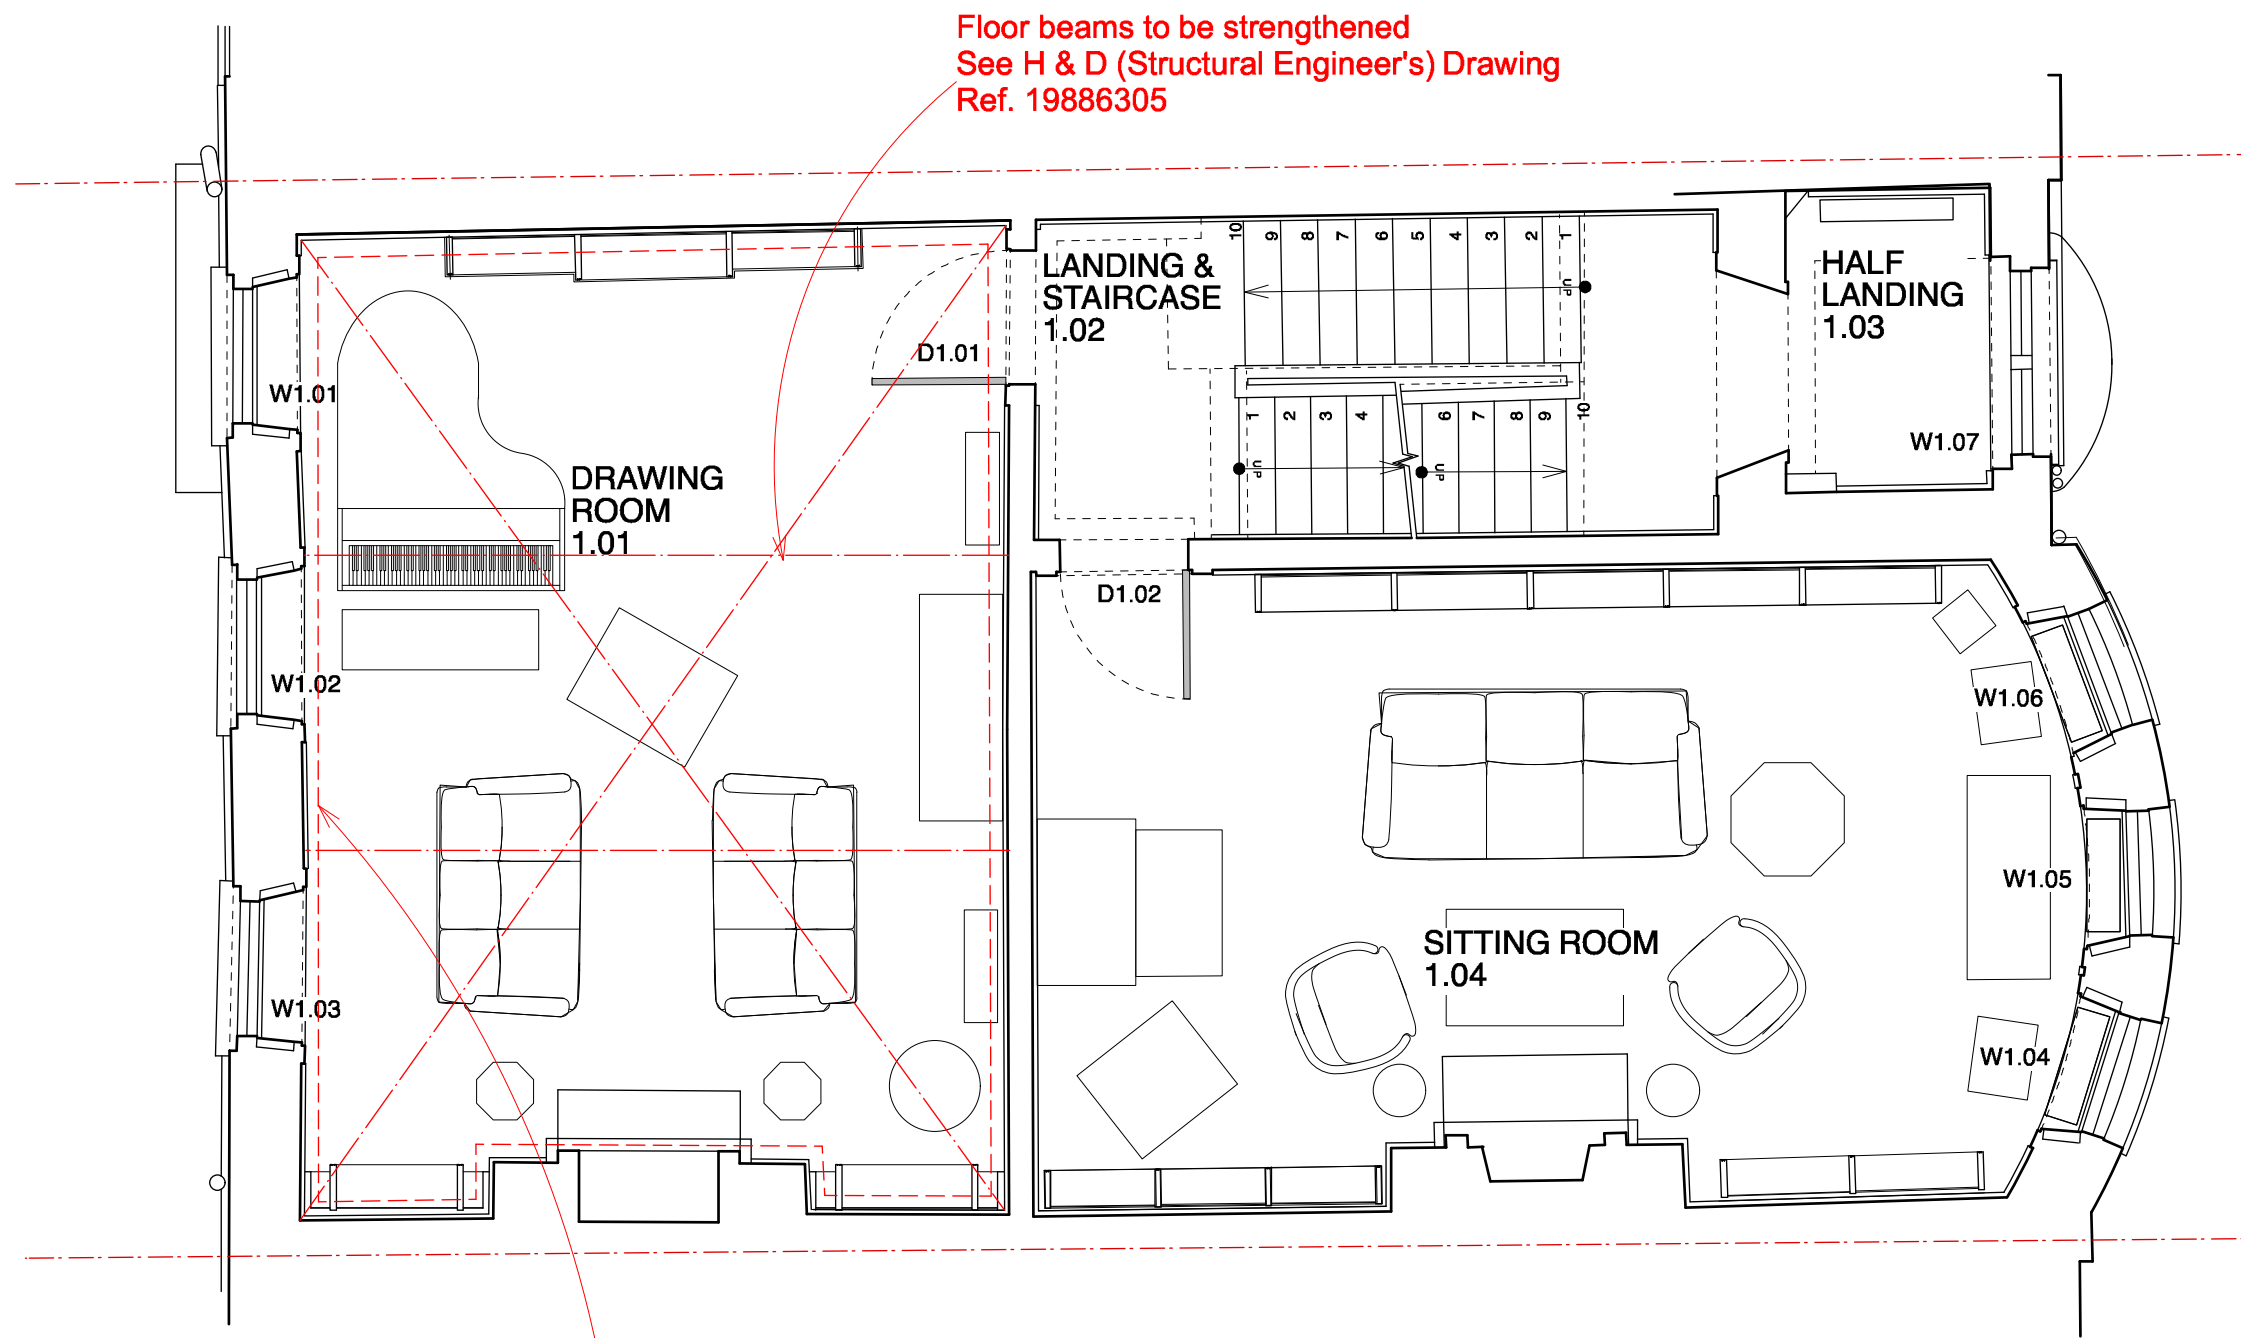 Floor beams to be strengthened
See H & D (Structural Engineer's) Drawing
Ref. 19886305
LANDING &
STAIRCASE
1.02
10 9 8 7 6 5 4 3 2 1
UP
HALF
LANDING
1.03
D1.01
W1.01
1 2 3 4 6 7 8 9 10
UP
UP
W1.07
DRAWING
ROOM
1.01
D1.02
W1.02
W1.06
W1.05
SITTING ROOM
1.04
W1.03
W1.04